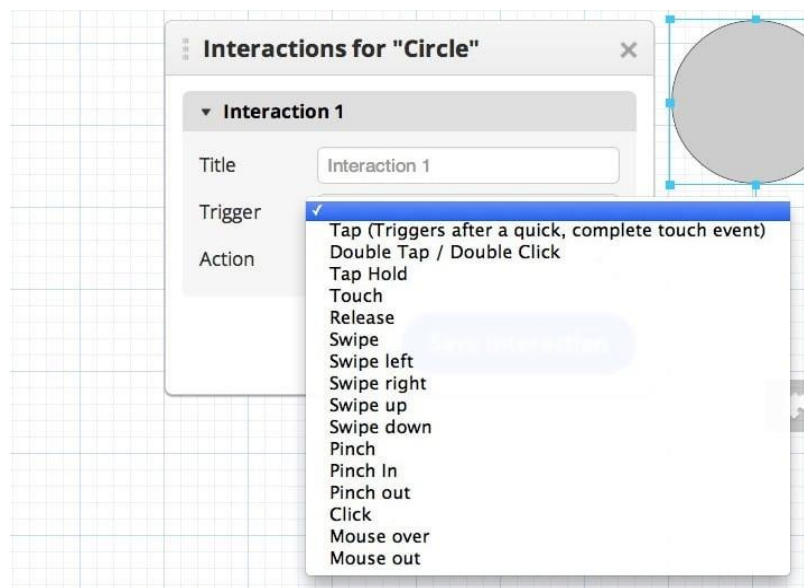 Interactions for "Circle"
Interaction 1
Title
Interaction 1
Trigger
Action
Tap (Triggers after a quick, complete touch event)
Double Tap / Double Click
Tap Hold
Touch
Release
Swipe
Swipe left
Swipe right
Swipe up
Swipe down
Pinch
Pinch In
Pinch out
Click
Mouse over
Mouse out